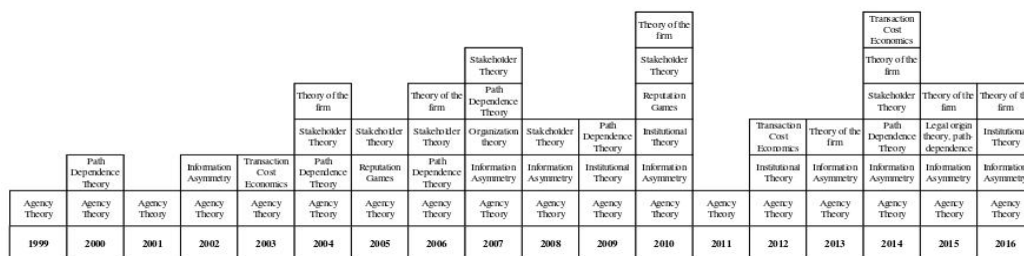 Theory of the
firm
Transaction
Cost
Economics
Stakeholder
Theory
Stakeholder
Theory
Theory of the
firm
Theory of the
firm
Theory of the
firm
Path
Dependence
Theory
Reputation
Games
Stakeholder
Theory
Theory of the
firm
Theory of th
firm
Stakeholder
Theory
Stakeholder
Theory
Stakeholder
Theory
Organization
theory
Stakeholder
Theory
Path
Dependence
Theory
Institutional
Theory
Transaction
Cost
Economics
Theory of the
firm
Path
Dependence
Theory
Legal origin
theory, path-
dependence
Institutiona
Theory
Path
Dependence
Theory
Information
Asymmetry
Transaction
Cost
Economics
Path
Dependence
Theory
Reputation
Games
Path
Dependence
Theory
Information
Asymmetry
Information
Asymmetry
Institutional
Theory
Information
Asymmetry
Institutional
Theory
Information
Asymmetry
Information
Asymmetry
Information
Asymmetry
Information
Asymmetry
Agency
Theory
Agency
Theory
Agency
Theory
Agency
Theory
Agency
Theory
Agency
Theory
Agency
Theory
Agency
Theory
Agency
Theory
Agency
Theory
Agency
Theory
Agency
Theory
Agency
Theory
Agency
Theory
Agency
Theory
Agency
Theory
Agency
Theory
Agency
Theory
1999 2000 2001 2002 2003 2004 2005 2006 2007 2008 2009 2010 2011 2012 2013 2014 2015 2016